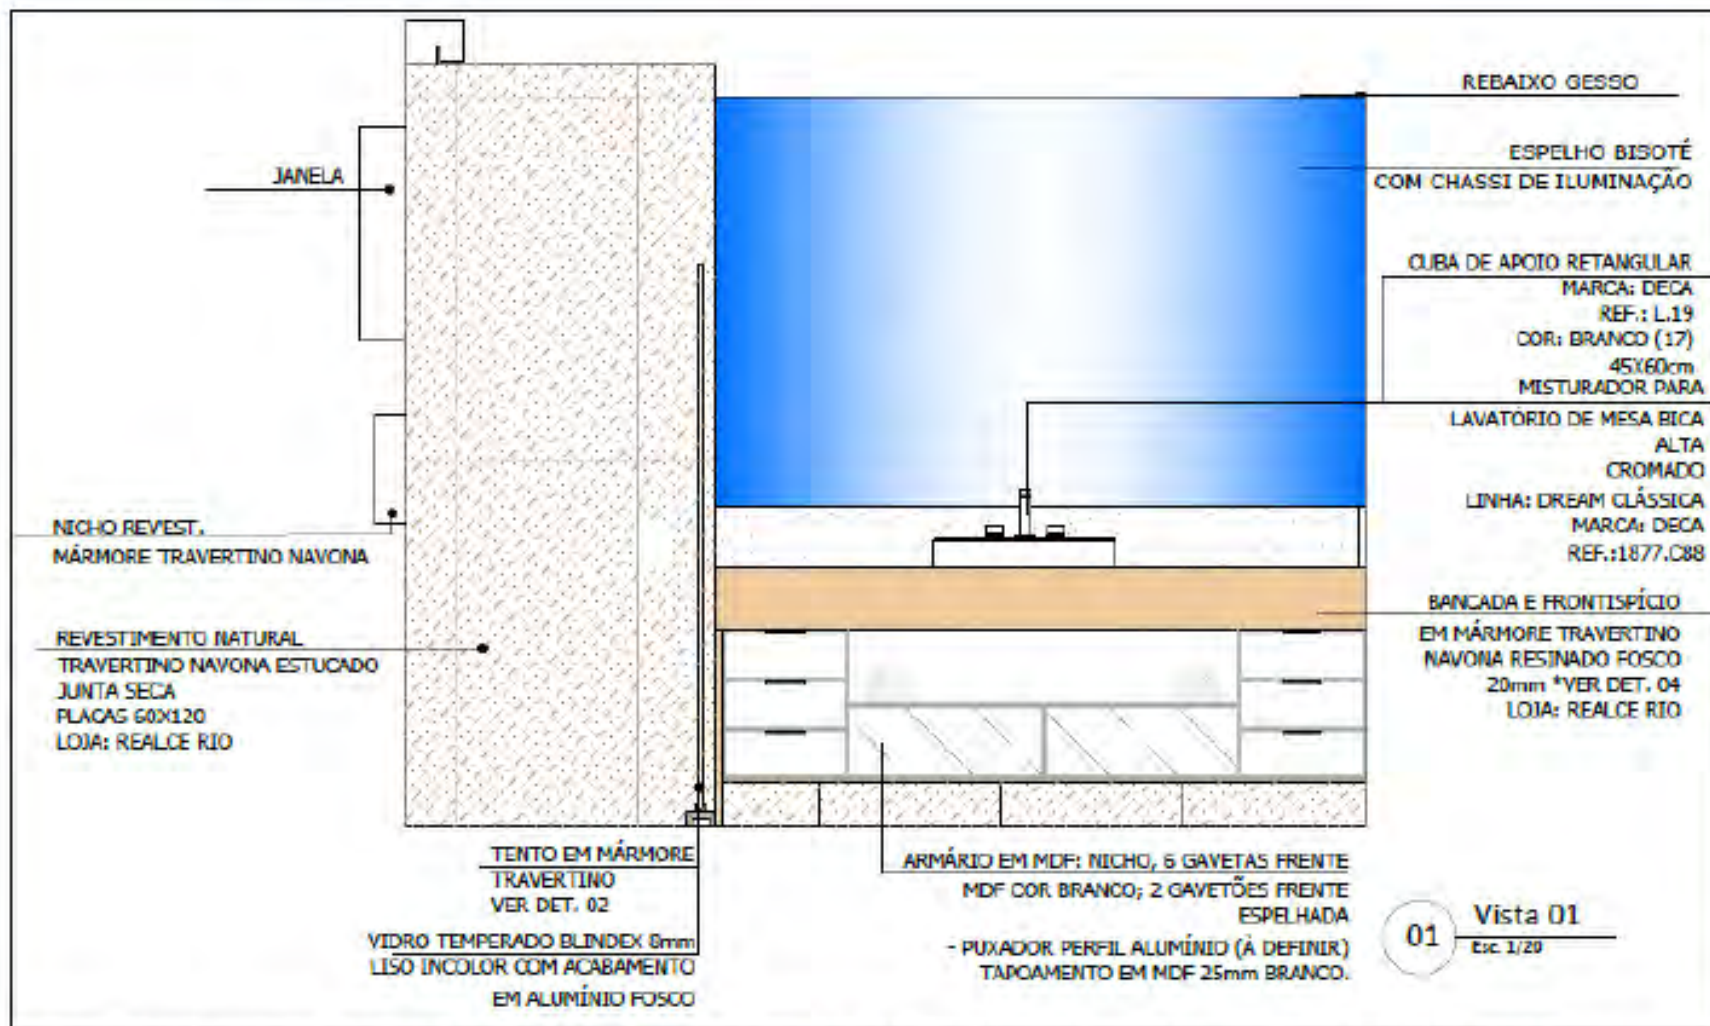 REBAIXO GESSO
ESPELHO BISOTÉ
COM CHASSI DE ILUMINAÇÃO
JANELA
CUBA DE APOIO RETANGULAR
MARCA: DECA
REF.: L.19
COR: BRANCO (17)
45X60cm
MISTURADOR PARA
LAVATÓRIO DE MESA BICA
ALTA
CROMADO
LINHA: DREAM CLÁSSICA
MARCA: DECA
REF.:1877.C88
NICHO REVEST.
MÁRMORE TRAVERTINO NAVONA
BANCADA E FRONTISPÍCIO
EM MÁRMORE TRAVERTINO
NAVONA RESINADO FOSCO
20mm *VER DET. 04
LOJA: REALCE RIO
REVESTIMENTO NATURAL
TRAVERTINO NAVONA ESTUCADO
JUNTA SECA
PLACAS 60X120
LOJA: REALCE RIO
TENTO EM MÁRMORE
TRAVERTINO
VER DET. 02
VIDRO TEMPERADO BLINDEX 8mm
LISO INCOLOR COM ACABAMENTO
EM ALUMÍNIO FOSCO
ARMÁRIO EM MDF: NICHO, 6 GAVETAS FRENTE
MDF COR BRANCO; 2 GAVETÕES FRENTE
ESPELHADA
- PUXADOR PERFIL ALUMÍNIO (À DEFINIR)
TAPOAMENTO EM MDF 25mm BRANCO.
01 Vista 01
Esc. 1/20